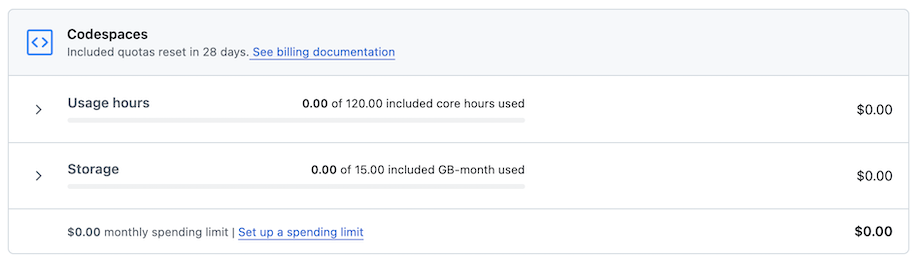 Codespaces
Included quotas reset in 28 days. See billing documentation
Usage hours 0.00 of 120.00 included core hours used $0.00
Storage 0.00 of 15.00 included GB-month used $0.00
$0.00 monthly spending limit | Set up a spending limit $0.00